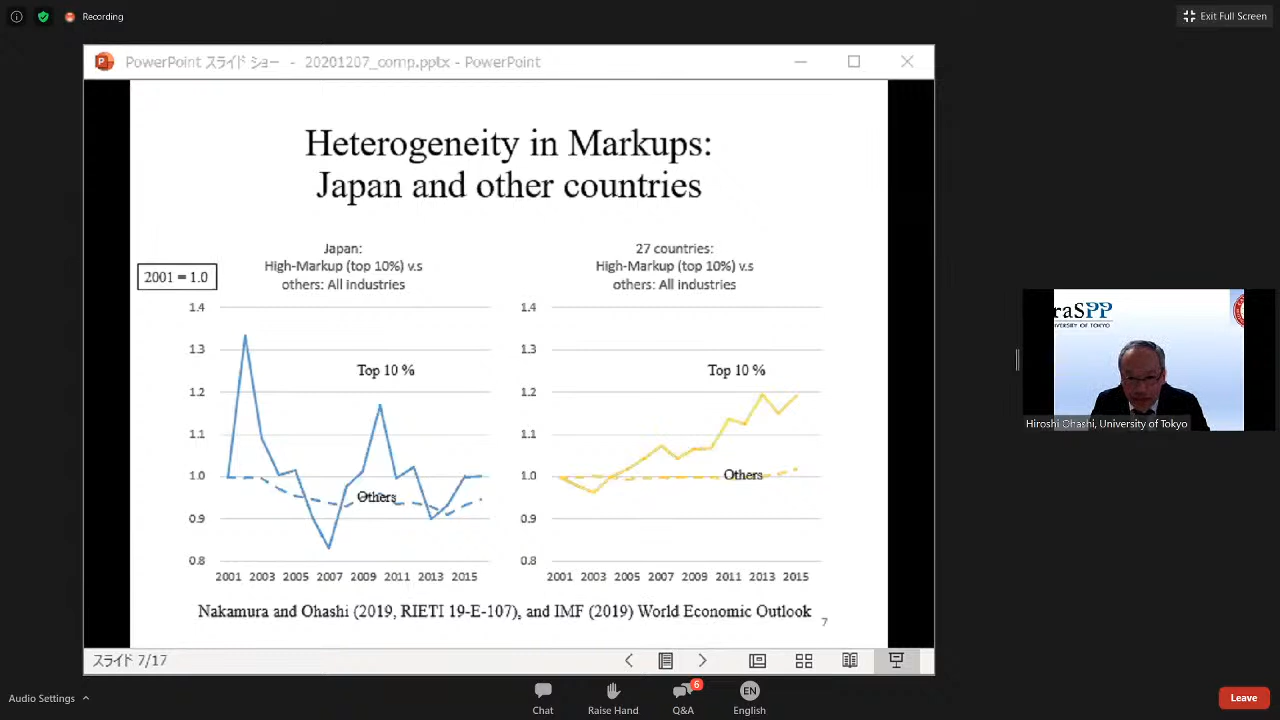 Recording
Exit Full Screen
PowerPoint スライド ショー - 20201207_comp.pptx - PowerPoint
Heterogeneity in Markups:
Japan and other countries
2001 = 1.0
Japan:
High-Markup (top 10%) v.s
others: All industries
1.4
1.3
1.2
1.1
1.0
0.9
0.8
Top 10 %
Others
2001 2003 2005 2007 2009 2011 2013 2015
27 countries:
High-Markup (top 10%) v.s
others: All industries
1.4
1.3
1.2
1.1
1.0
0.9
0.8
Top 10 %
Others
2001 2003 2005 2007 2009 2011 2013 2015
Nakamura and Ohashi (2019, RIETI 19-E-107), and IMF (2019) World Economic Outlook
7
スライド 7/17
raSPP
VERSITY OF TOKYO
Hiroshi Ohashi, University of Tokyo
Audio Settings
Chat
Raise Hand
6
Q&A
EN
English
Leave